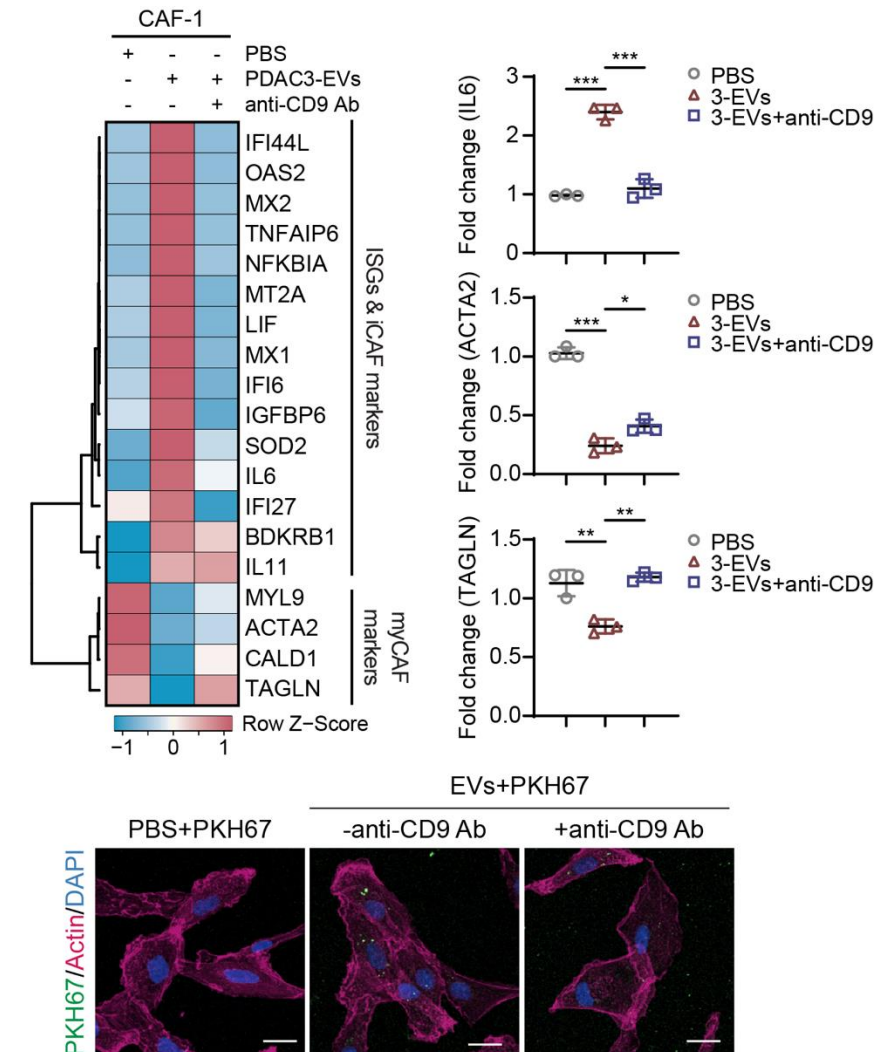 CAF-1
+ - - PBS
- + + PDAC3-EVs
- - + anti-CD9 Ab
IFI44L
OAS2
MX2
TNFAIP6
NFKBIA
MT2A
LIF
MX1
IFI6
IGFBP6
SOD2
IL6
IFI27
BDKRB1
IL11
MYL9
ACTA2
CALD1
TAGLN
ISGs & iCAF markers
myCAF
markers
Row Z−Score
−1 0 1
Fold change (IL6)
3
2
1
0
***
***
PBS
3-EVs
3-EVs+anti-CD9
Fold change (ACTA2)
1.5
1.0
0.5
0.0
***
*
PBS
3-EVs
3-EVs+anti-CD9
Fold change (TAGLN)
1.5
1.0
0.5
0.0
**
**
PBS
3-EVs
3-EVs+anti-CD9
EVs+PKH67
PBS+PKH67 -anti-CD9 Ab +anti-CD9 Ab
PKH67/Actin/DAPI